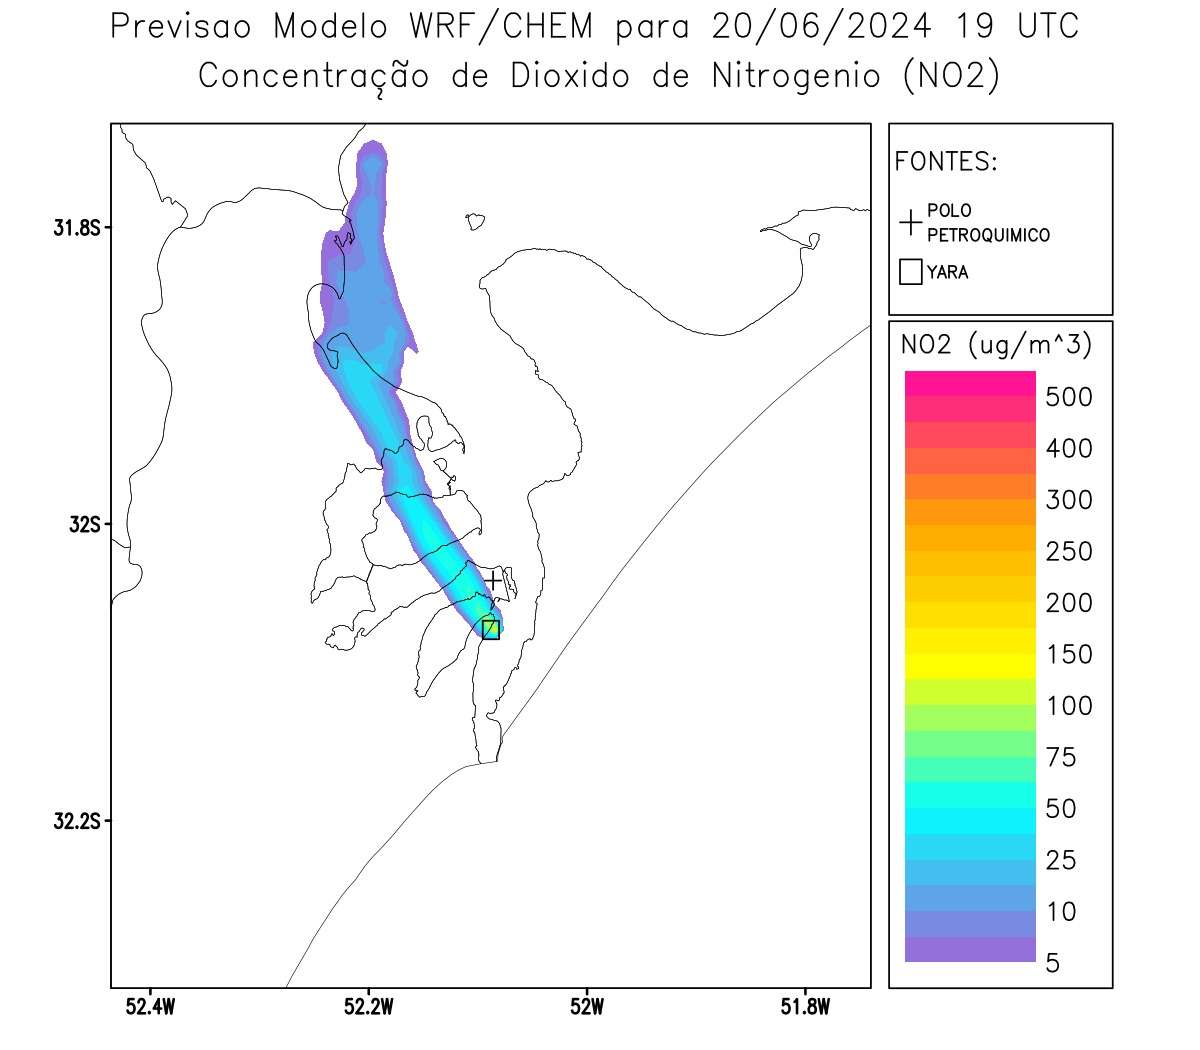 Previsao Modelo WRF/CHEM para 20/06/2024 19 UTC
Concentração de Dioxido de Nitrogenio (NO2)
FONTES:
POLO
PETROQUIMICO
YARA
NO2 (ug/m^3)
500
400
300
250
200
150
100
75
50
25
10
5
31.8S
32S
32.2S
52.4W
52.2W
52W
51.8W